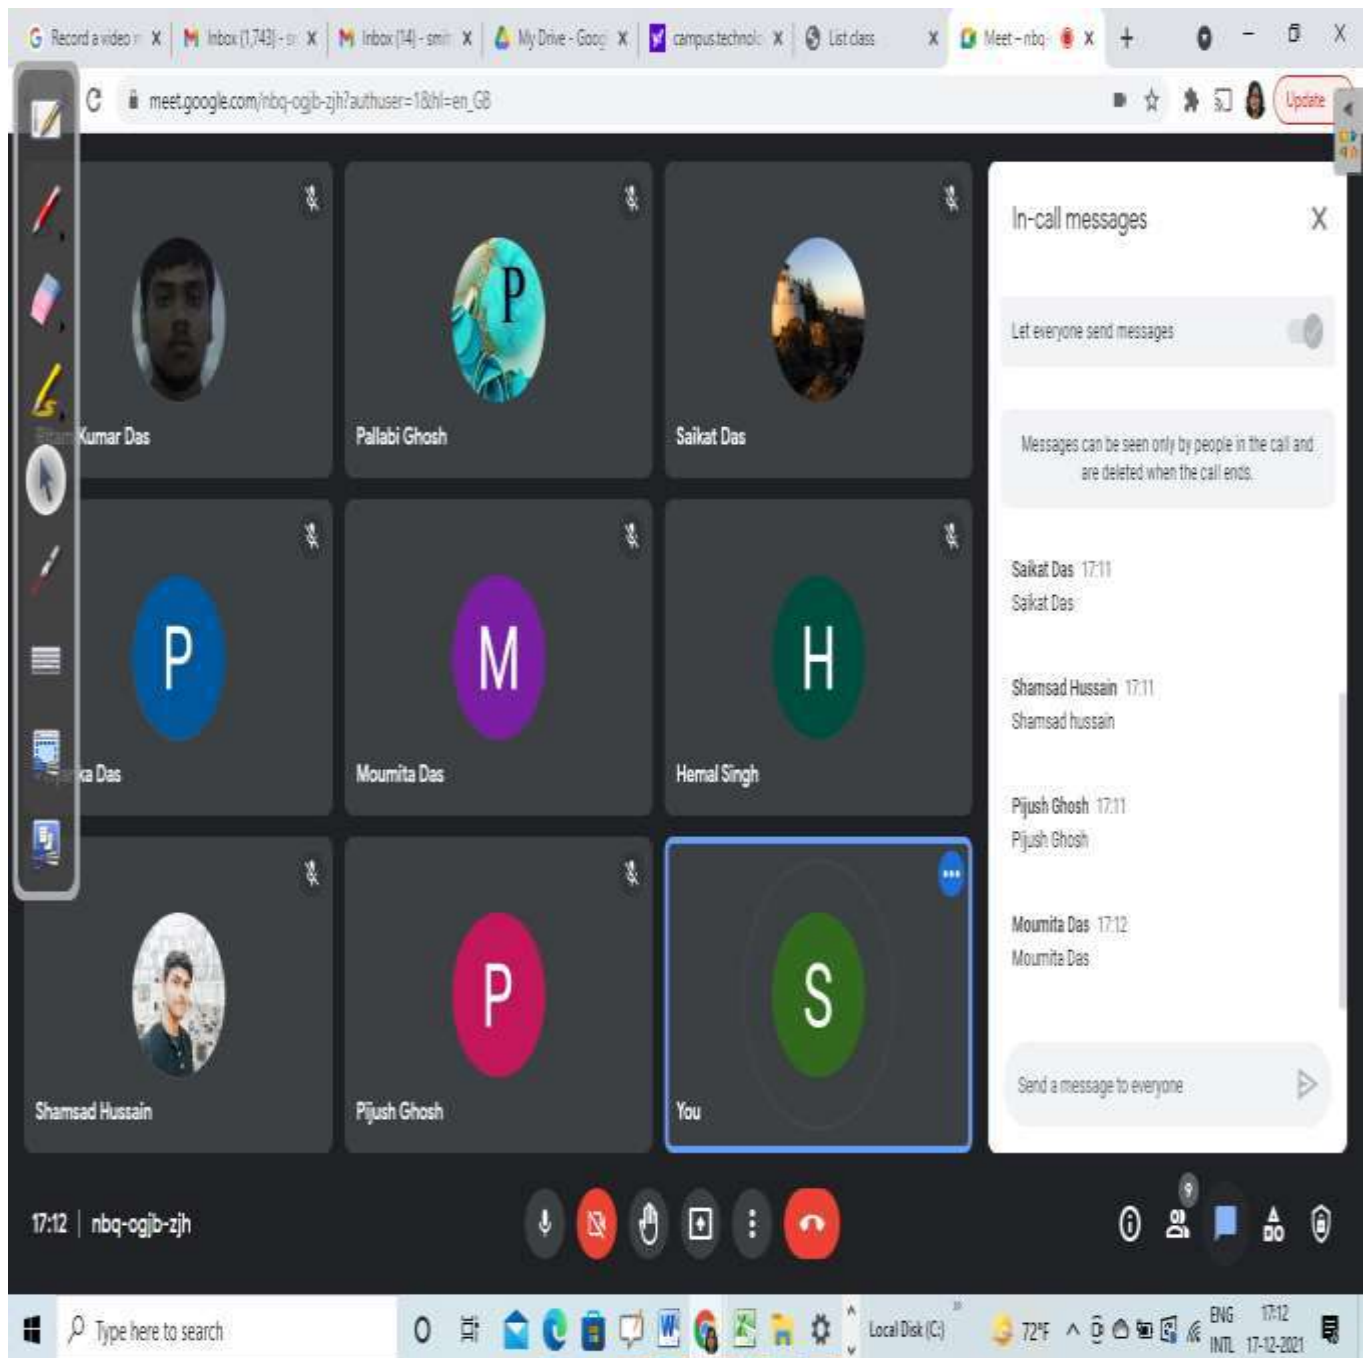 Record a video
Inbox (1,743) - s
Inbox (14) - smi
My Drive - Goog
campus.technolo
List class
Meet – nbq-
meet.google.com/nbq-ogjb-zjh?authuser=1&hl=en_GB
Update
Kumar Das
P
Pallabi Ghosh
Saikat Das
P
ka Das
M
Moumita Das
H
Hemal Singh
Shamsad Hussain
P
Pijush Ghosh
S
You
In-call messages
Let everyone send messages
Messages can be seen only by people in the call and
are deleted when the call ends.
Saikat Das 17:11
Saikat Das
Shamsad Hussain 17:11
Shamsad hussain
Pijush Ghosh 17:11
Pijush Ghosh
Moumita Das 17:12
Moumita Das
Send a message to everyone
17:12 | nbq-ogjb-zjh
9
Type here to search
Local Disk (C:)
72°F
ENG
INTL
17:12
17-12-2021